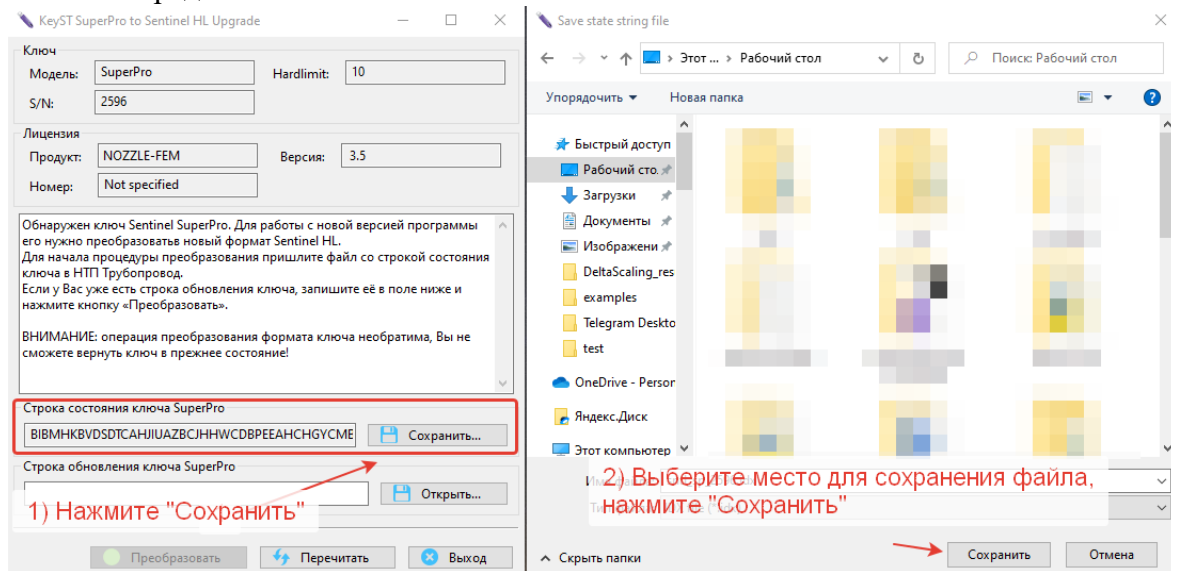 KeyST SuperPro to Sentinel HL Upgrade
Ключ
Модель: SuperPro Hardlimit: 10
S/N: 2596
Лицензия
Продукт: NOZZLE-FEM Версия: 3.5
Номер: Not specified
Обнаружен ключ Sentinel SuperPro. Для работы с новой версией программы
его нужно преобразоватьв новый формат Sentinel HL.
Для начала процедуры преобразования пришлите файл со строкой состояния
ключа в НТП Трубопровод.
Если у Вас уже есть строка обновления ключа, запишите её в поле ниже и
нажмите кнопку «Преобразовать».
ВНИМАНИЕ: операция преобразования формата ключа необратима, Вы не
сможете вернуть ключ в прежнее состояние!
Строка состояния ключа SuperPro
BIBMHKBVDSDTCAHJIUAZBCJHHWCDBPEEAHCHGYCME Сохранить...
Строка обновления ключа SuperPro
Открыть...
1) Нажмите "Сохранить"
Преобразовать Перечитать Выход
Save state string file
Этот ... › Рабочий стол Поиск: Рабочий стол
Упорядочить Новая папка
Быстрый доступ
Рабочий сто
Загрузки
Документы
Изображени
DeltaScaling_res
examples
Telegram Deskto
test
OneDrive - Person
Яндекс.Диск
Этот компьютер
2) Выберите место для сохранения файла,
нажмите "Сохранить"
Скрыть папки Сохранить Отмена